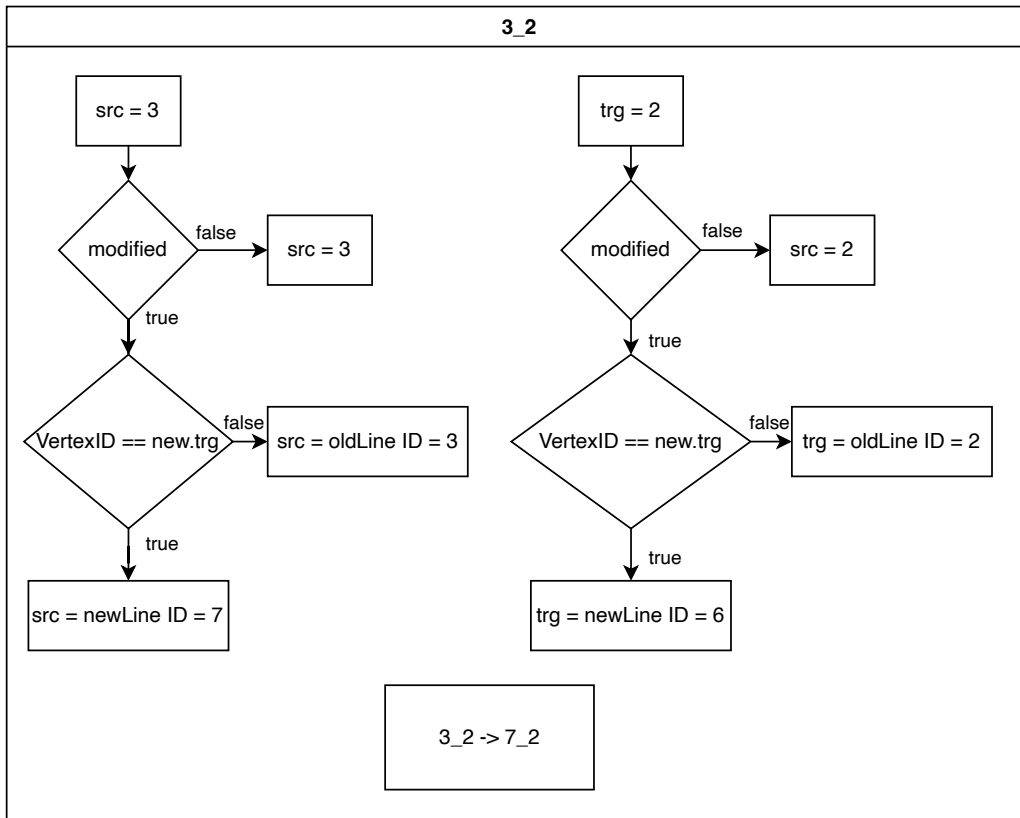 3_2
src = 3
trg = 2
modified
false
src = 3
modified
false
src = 2
true
true
VertexID == new.trg
false
src = oldLine ID = 3
VertexID == new.trg
false
trg = oldLine ID = 2
true
true
src = newLine ID = 7
trg = newLine ID = 6
3_2 -> 7_2